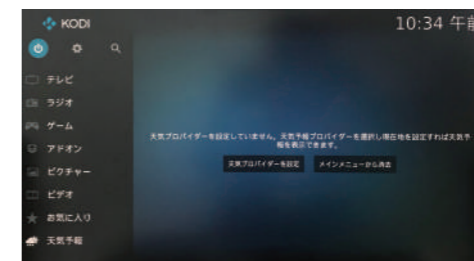 KODI
10:34 午前
テレビ
ラジオ
ゲーム
アドオン
ピクチャー
ビデオ
お気に入り
天気予報
天気プロバイダーを設定していません。天気予報プロバイダーを選択し現在地を設定すれば天気予
報を表示できます。
天気プロバイダーを設定
メインメニューから消去